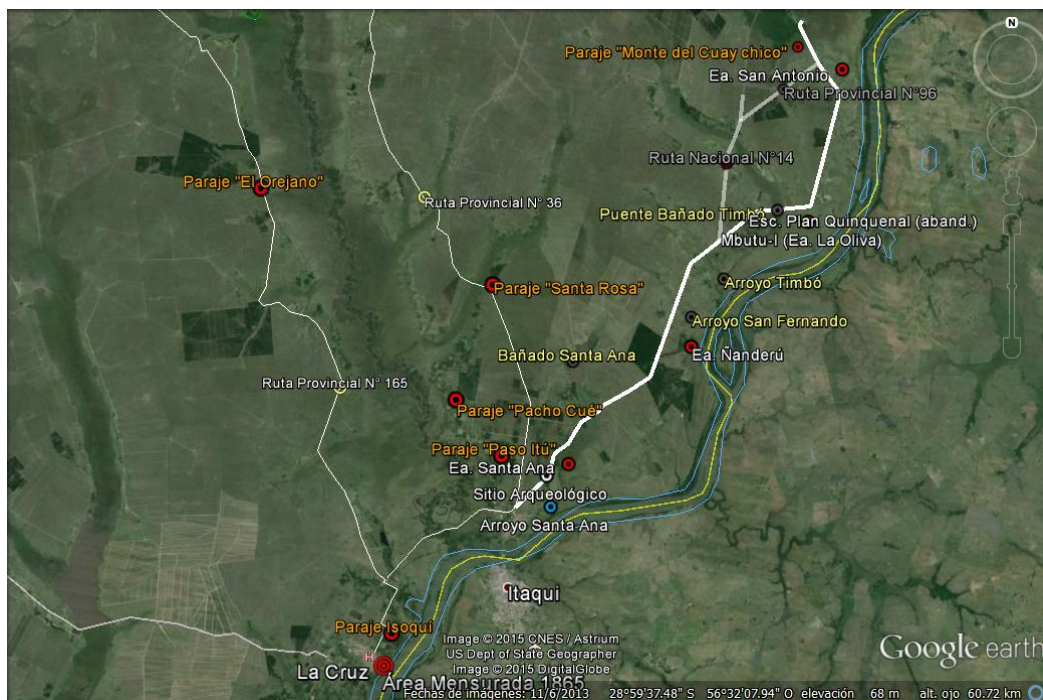 N
Paraje "Monte del Cuay chico"
Ea. San Antonio
Ruta Provincial N°96
Ruta Nacional N°14
Paraje "El Orejano"
Ruta Provincial N° 36
Puente Bañado Timbó
Esc. Plan Quinquenal (aband.)
Mbutu-I (Ea. La Oliva)
Paraje "Santa Rosa"
Arroyo Timbó
Arroyo San Fernando
Bañado Santa Ana
Ea. Ñanderú
Ruta Provincial N° 165
Paraje "Pacho Cué"
Paraje "Paso Itú"
Ea. Santa Ana
Sitio Arqueológico
Arroyo Santa Ana
Itaqui
Paraje Isoqui
Image © 2015 CNES / Astrium
US Dept of State Geographer
Image © 2015 DigitalGlobe
Google earth
H
La Cruz
Área Mensurada 1865
Fechas de imágenes: 11/6/2013 28°59'37.48" S 56°32'07.94" O elevación 68 m alt. ojo 60.72 km